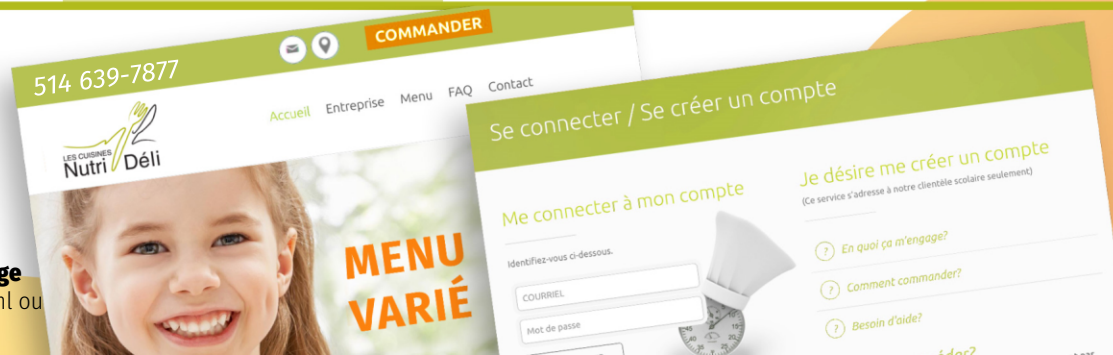 COMMANDER
514 639-7877
Accueil Entreprise Menu FAQ Contact
LES CUISINES
Nutri Déli
MENU
VARIÉ
ou
Se connecter / Se créer un compte
Me connecter à mon compte
Identifiez-vous ci-dessous.
COURRIEL
Mot de passe
Je désire me créer un compte
(Ce service s'adresse à notre clientèle scolaire seulement)
? En quoi ça m'engage?
? Comment commander?
? Besoin d'aide?